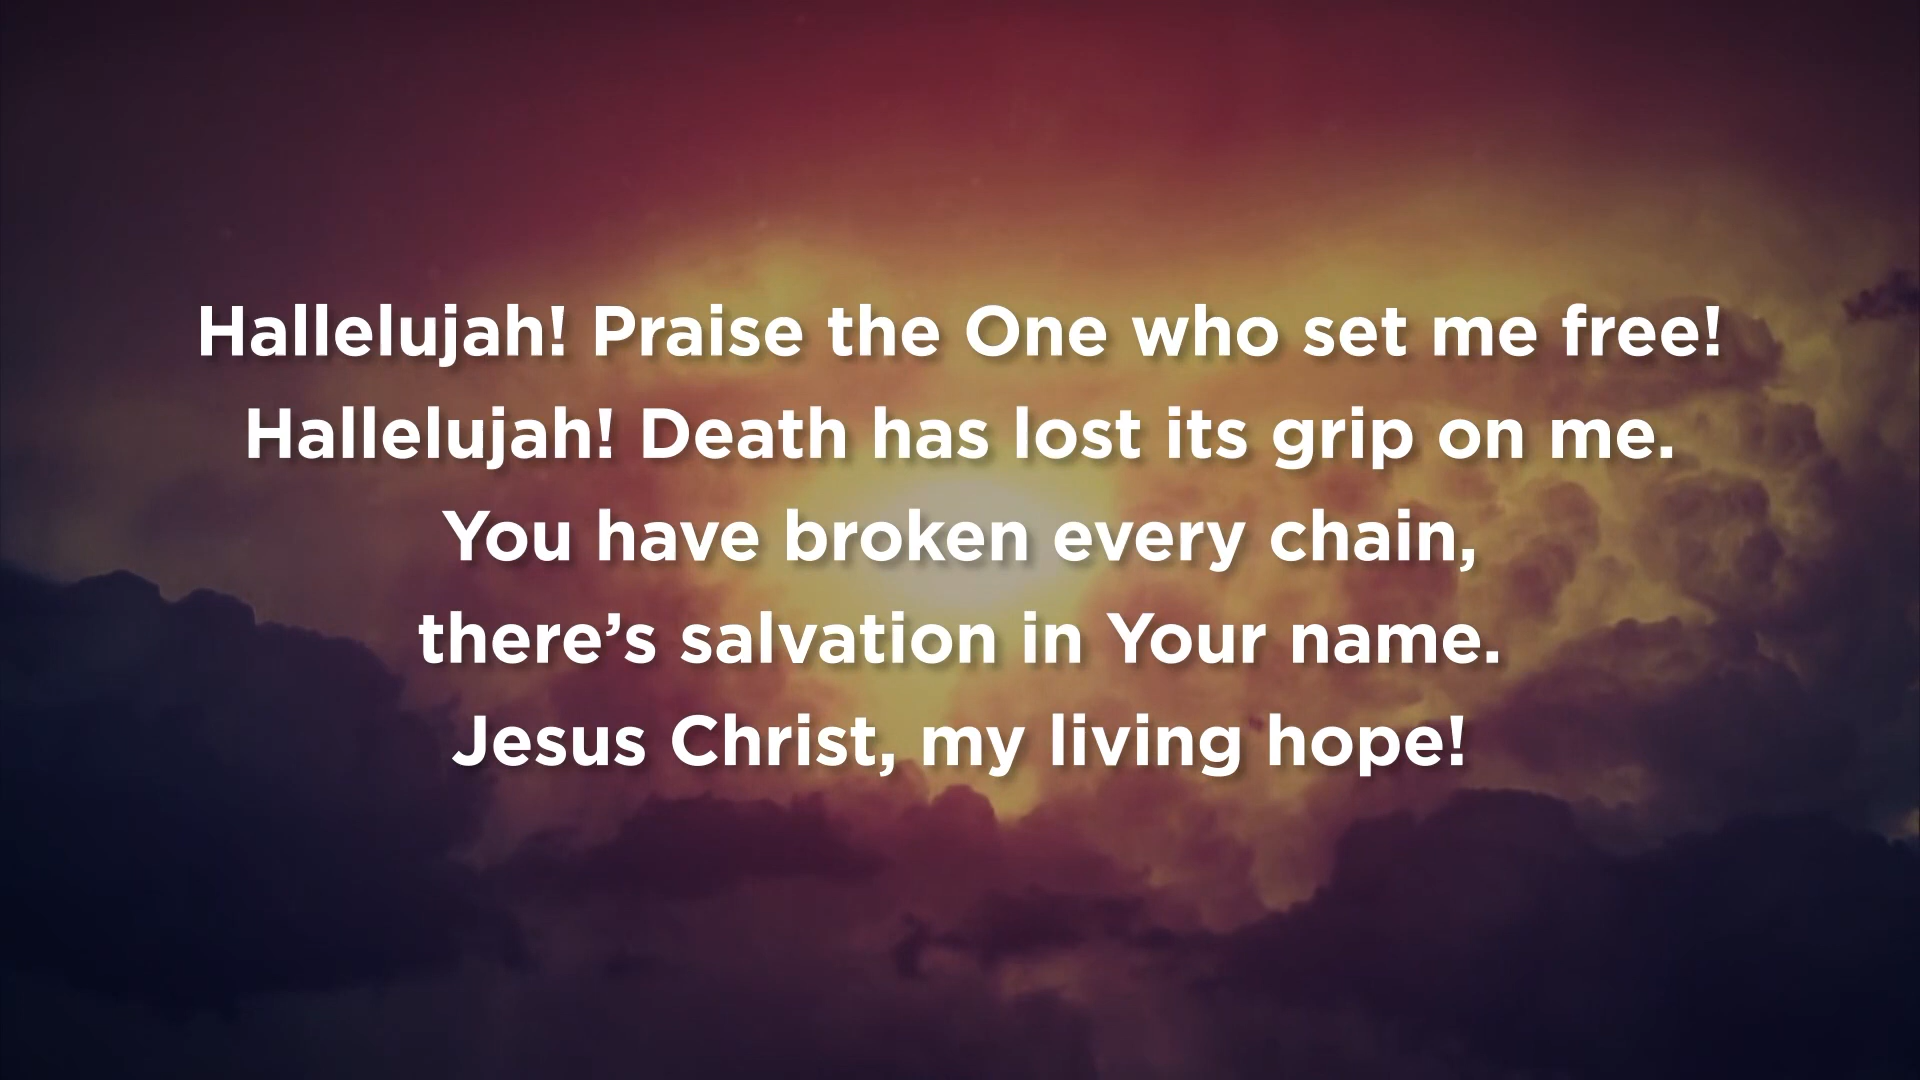 Hallelujah! Praise the One who set me free!
Hallelujah! Death has lost its grip on me.
You have broken every chain,
there’s salvation in Your name.
Jesus Christ, my living hope!